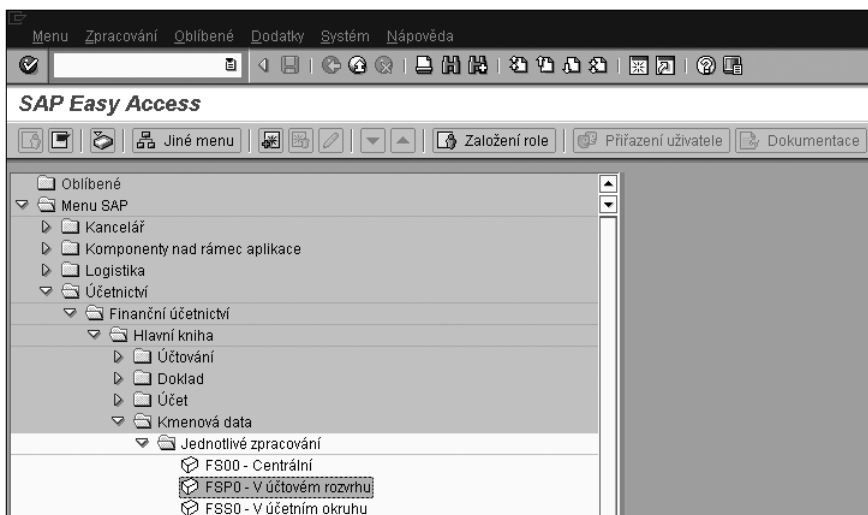 Menu Zpracování Oblíbené Dodatky Systém Nápověda
SAP Easy Access
Jiné menu Založení role Přiřazení uživatele Dokumentace
Oblíbené
Menu SAP
Kancelář
Komponenty nad rámec aplikace
Logistika
Účetnictví
Finanční účetnictví
Hlavní kniha
Účtování
Doklad
Účet
Kmenová data
Jednotlivé zpracování
FS00 - Centrální
FSP0 - V účtovém rozvrhu
FSS0 - V účetním okruhu